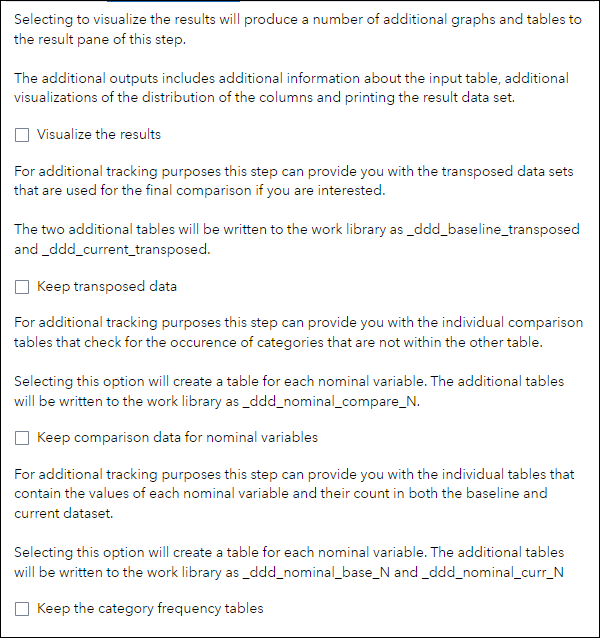 Selecting to visualize the results will produce a number of additional graphs and tables to
the result pane of this step.
The additional outputs includes additional information about the input table, additional
visualizations of the distribution of the columns and printing the result data set.
Visualize the results
For additional tracking purposes this step can provide you with the transposed data sets
that are used for the final comparison if you are interested.
The two additional tables will be written to the work library as _ddd_baseline_transposed
and _ddd_current_transposed.
Keep transposed data
For additional tracking purposes this step can provide you with the individual comparison
tables that check for the occurence of categories that are not within the other table.
Selecting this option will create a table for each nominal variable. The additional tables
will be written to the work library as _ddd_nominal_compare_N.
Keep comparison data for nominal variables
For additional tracking purposes this step can provide you with the individual tables that
contain the values of each nominal variable and their count in both the baseline and
current dataset.
Selecting this option will create a table for each nominal variable. The additional tables
will be written to the work library as _ddd_nominal_base_N and _ddd_nominal_curr_N
Keep the category frequency tables